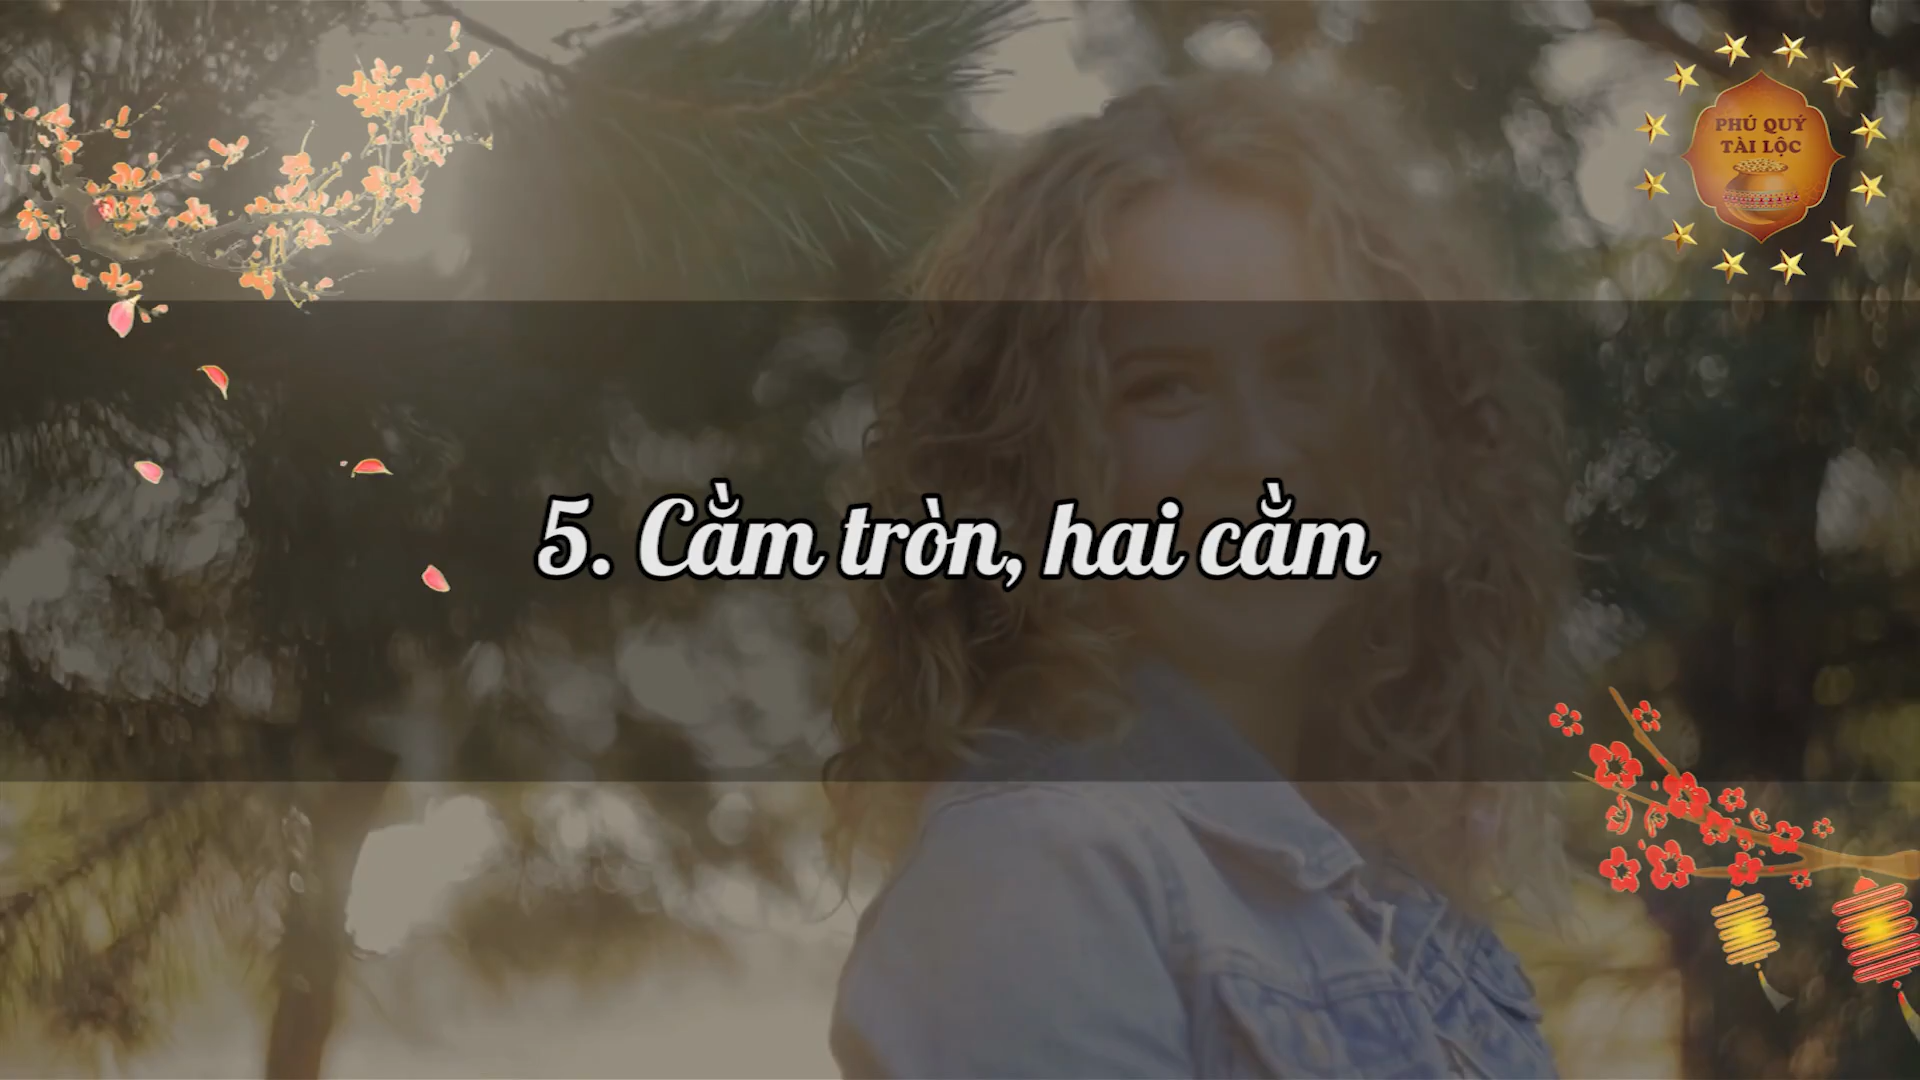 PHÚ QUÝ
TÀI LỘC
5. Cằm tròn, hai cằm